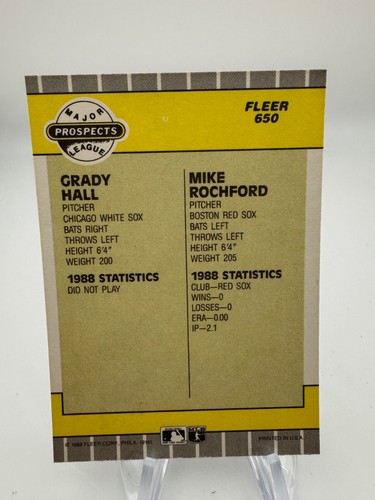 MAJOR
PROSPECTS
LEAGUE
FLEER
650
GRADY
HALL
PITCHER
CHICAGO WHITE SOX
BATS RIGHT
THROWS LEFT
HEIGHT 6'4"
WEIGHT 200
1988 STATISTICS
DID NOT PLAY
MIKE
ROCHFORD
PITCHER
BOSTON RED SOX
BATS LEFT
THROWS LEFT
HEIGHT 6'4"
WEIGHT 205
1988 STATISTICS
CLUB—RED SOX
WINS—0
LOSSES—0
ERA—0.00
IP—2.1
FLEER CORP., PHILA.
PRINTED IN U.S.A.